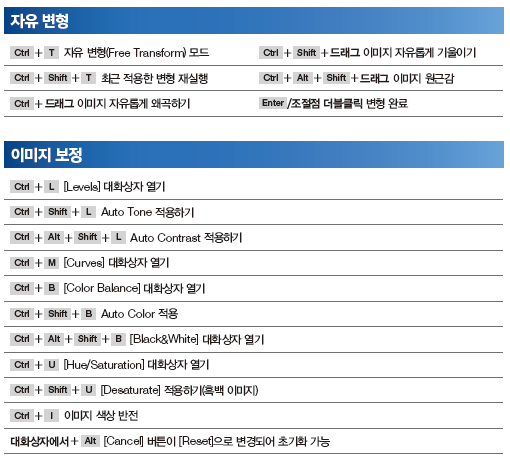 자유 변형
Ctrl + T 자유 변형(Free Transform) 모드
Ctrl + Shift + 드래그 이미지 자유롭게 기울이기
Ctrl + Shift + T 최근 적용한 변형 재실행
Ctrl + Alt + Shift + 드래그 이미지 원근감
Ctrl + 드래그 이미지 자유롭게 왜곡하기
Enter /조절점 더블클릭 변형 완료
이미지 보정
Ctrl + L [Levels] 대화상자 열기
Ctrl + Shift + L Auto Tone 적용하기
Ctrl + Alt + Shift + L Auto Contrast 적용하기
Ctrl + M [Curves] 대화상자 열기
Ctrl + B [Color Balance] 대화상자 열기
Ctrl + Shift + B Auto Color 적용
Ctrl + Alt + Shift + B [Black&White] 대화상자 열기
Ctrl + U [Hue/Saturation] 대화상자 열기
Ctrl + Shift + U [Desaturate] 적용하기(흑백 이미지)
Ctrl + I 이미지 색상 반전
대화상자에서 + Alt [Cancel] 버튼이 [Reset]으로 변경되어 초기화 가능